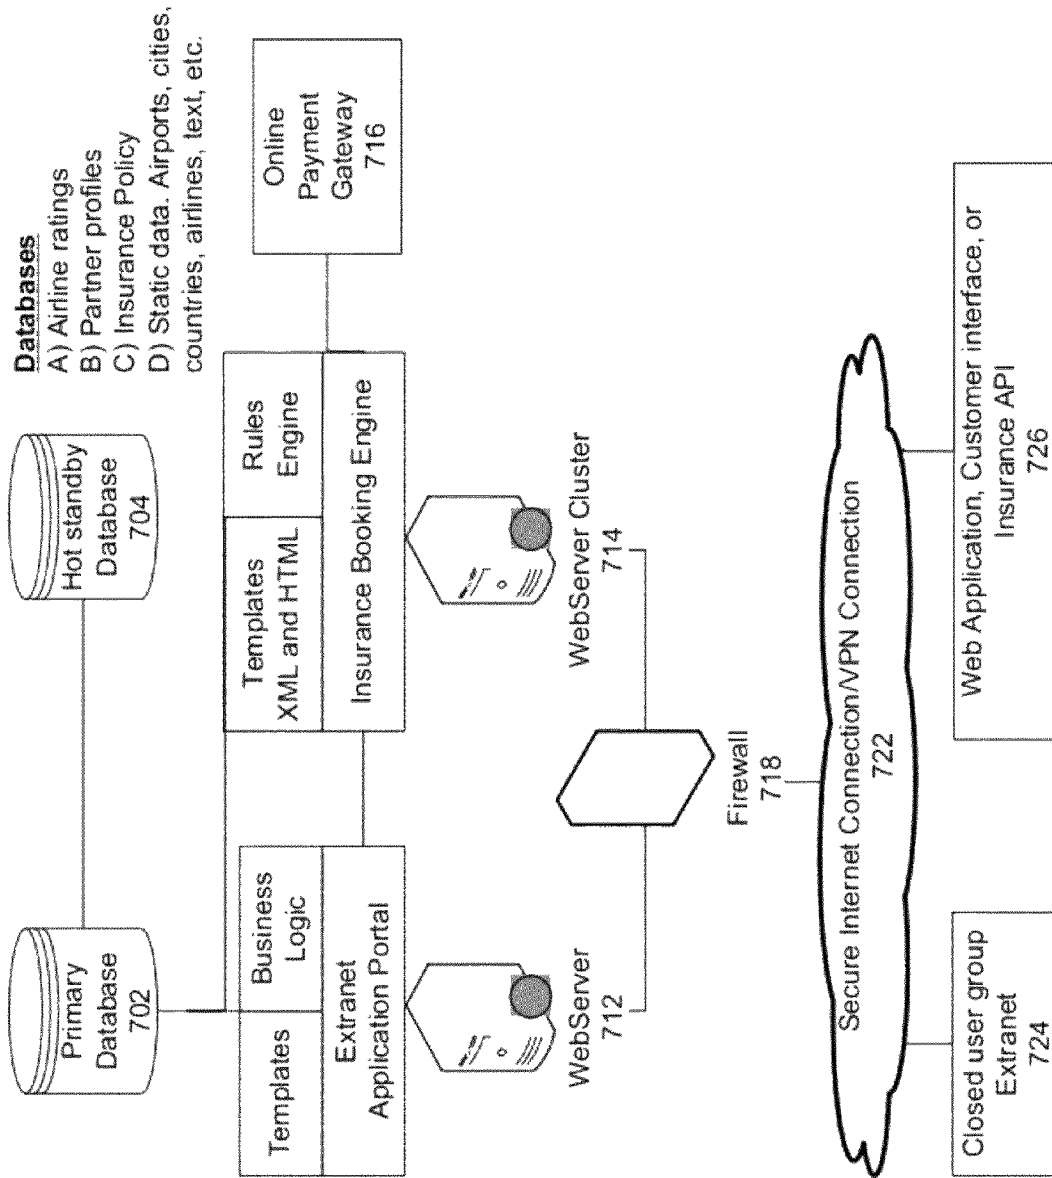 Primary
Database
702
Hot standby
Database
704
Databases
A) Airline ratings
B) Partner profiles
C) Insurance Policy
D) Static data. Airports, cities,
countries, airlines, text, etc.
Templates
Business
Logic
Extranet
Application Portal
Templates
XML and HTML
Rules
Engine
Insurance Booking Engine
Online
Payment
Gateway
716
WebServer
712
WebServer Cluster
714
Firewall
718
Secure Internet Connection/VPN Connection
722
Closed user group
Extranet
724
Web Application, Customer interface, or
Insurance API
726